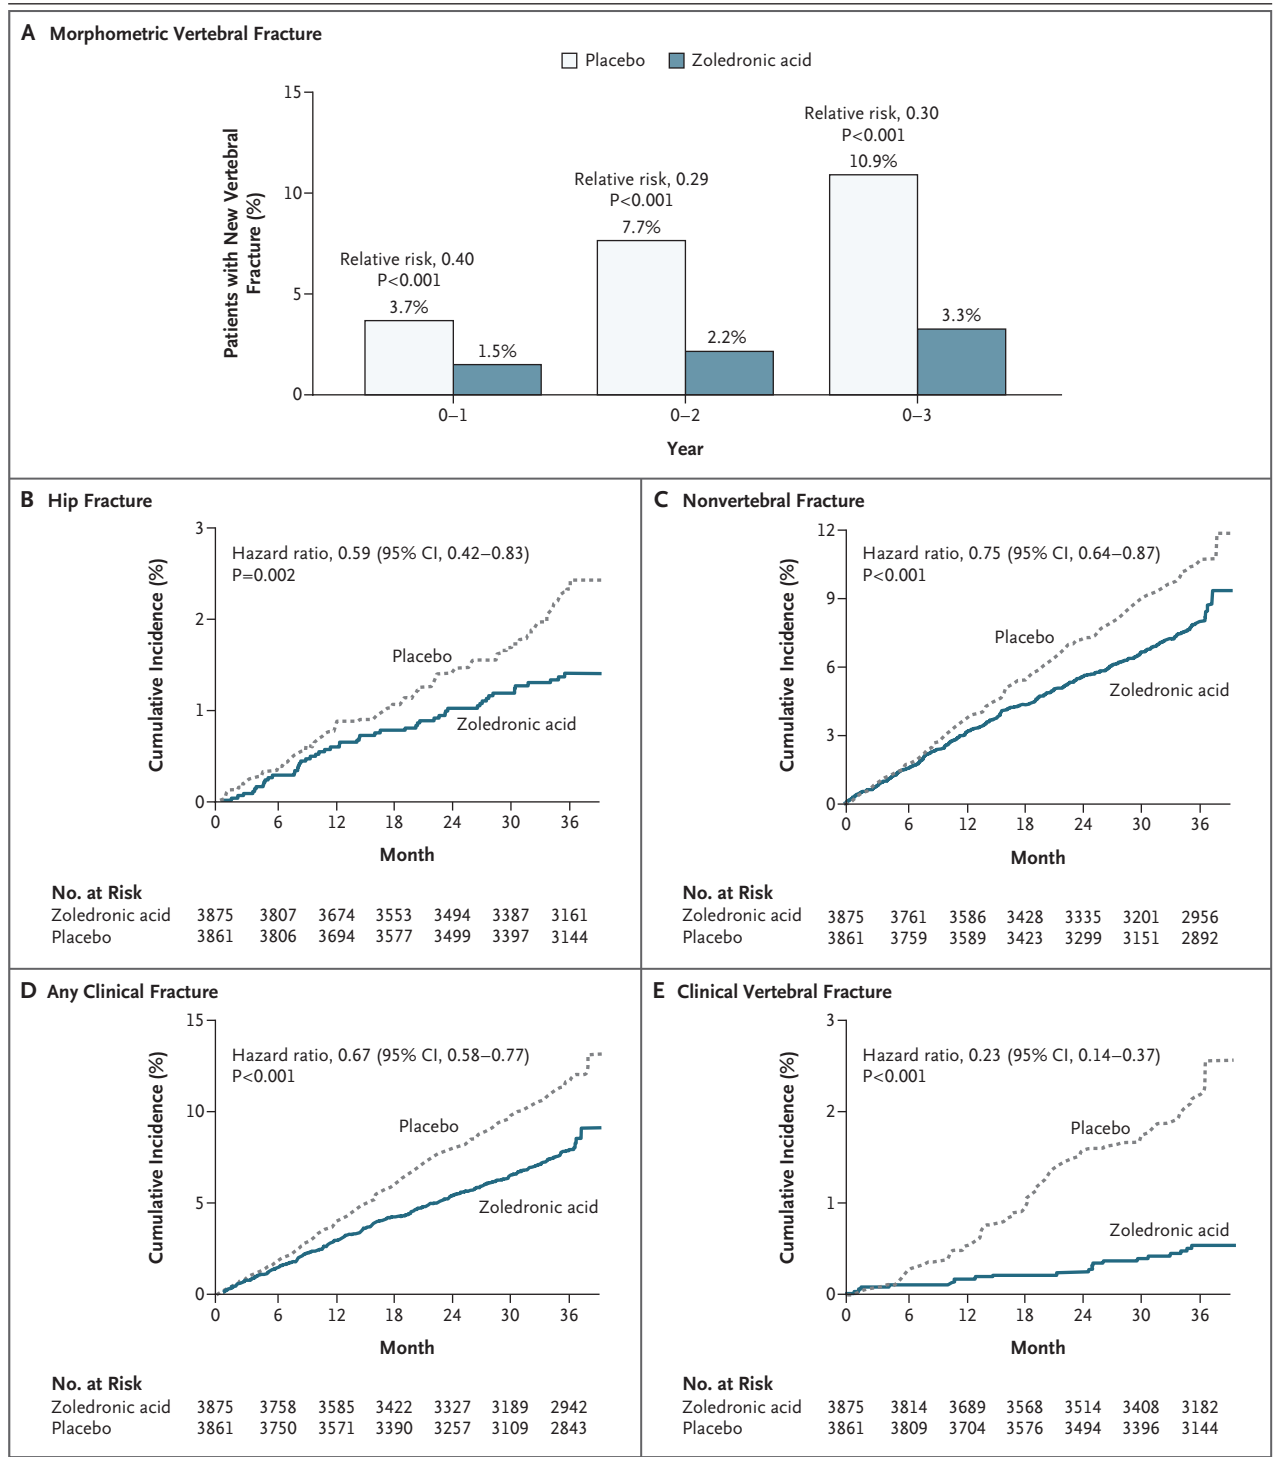 A Morphometric Vertebral Fracture
Placebo Zoledronic acid
Patients with New Vertebral
Fracture (%)
15
10
5
0
Relative risk, 0.40
P<0.001
3.7%
1.5%
Relative risk, 0.29
P<0.001
7.7%
2.2%
Relative risk, 0.30
P<0.001
10.9%
3.3%
0–1 0–2 0–3
Year
B Hip Fracture
Cumulative Incidence (%)
3
2
1
0
Hazard ratio, 0.59 (95% CI, 0.42–0.83)
P=0.002
Placebo
Zoledronic acid
0 6 12 18 24 30 36
Month
No. at Risk
Zoledronic acid 3875 3807 3674 3553 3494 3387 3161
Placebo 3861 3806 3694 3577 3499 3397 3144
C Nonvertebral Fracture
Cumulative Incidence (%)
12
9
6
3
0
Hazard ratio, 0.75 (95% CI, 0.64–0.87)
P<0.001
Placebo
Zoledronic acid
0 6 12 18 24 30 36
Month
No. at Risk
Zoledronic acid 3875 3761 3586 3428 3335 3201 2956
Placebo 3861 3759 3589 3423 3299 3151 2892
D Any Clinical Fracture
Cumulative Incidence (%)
15
10
5
0
Hazard ratio, 0.67 (95% CI, 0.58–0.77)
P<0.001
Placebo
Zoledronic acid
0 6 12 18 24 30 36
Month
No. at Risk
Zoledronic acid 3875 3758 3585 3422 3327 3189 2942
Placebo 3861 3750 3571 3390 3257 3109 2843
E Clinical Vertebral Fracture
Cumulative Incidence (%)
3
2
1
0
Hazard ratio, 0.23 (95% CI, 0.14–0.37)
P<0.001
Placebo
Zoledronic acid
0 6 12 18 24 30 36
Month
No. at Risk
Zoledronic acid 3875 3814 3689 3568 3514 3408 3182
Placebo 3861 3809 3704 3576 3494 3396 3144